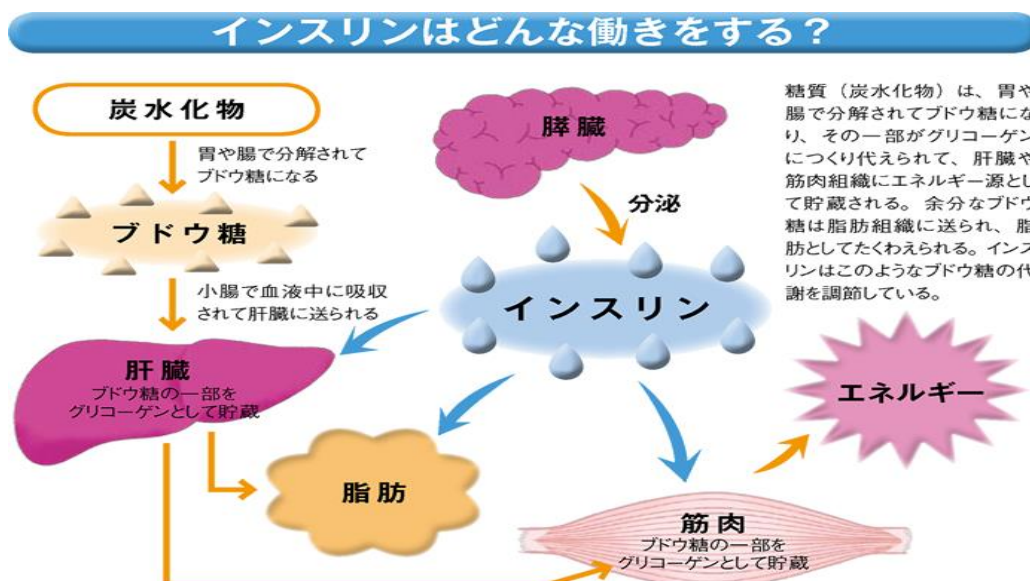 インスリンはどんな働きをする？
炭水化物
胃や腸で分解されて
ブドウ糖になる
ブドウ糖
小腸で血液中に吸収
されて肝臓に送られる
肝臓
ブドウ糖の一部を
グリコーゲンとして貯蔵
膵臓
分泌
インスリン
脂肪
筋肉
ブドウ糖の一部を
グリコーゲンとして貯蔵
エネルギー
糖質（炭水化物）は、胃や
腸で分解されてブドウ糖にな
り、その一部がグリコーゲン
につくり代えられて、肝臓や
筋肉組織にエネルギー源とし
て貯蔵される。余分なブドウ
糖は脂肪組織に送られ、脂
肪としてたくわえられる。インス
リンはこのようなブドウ糖の代
謝を調節している。